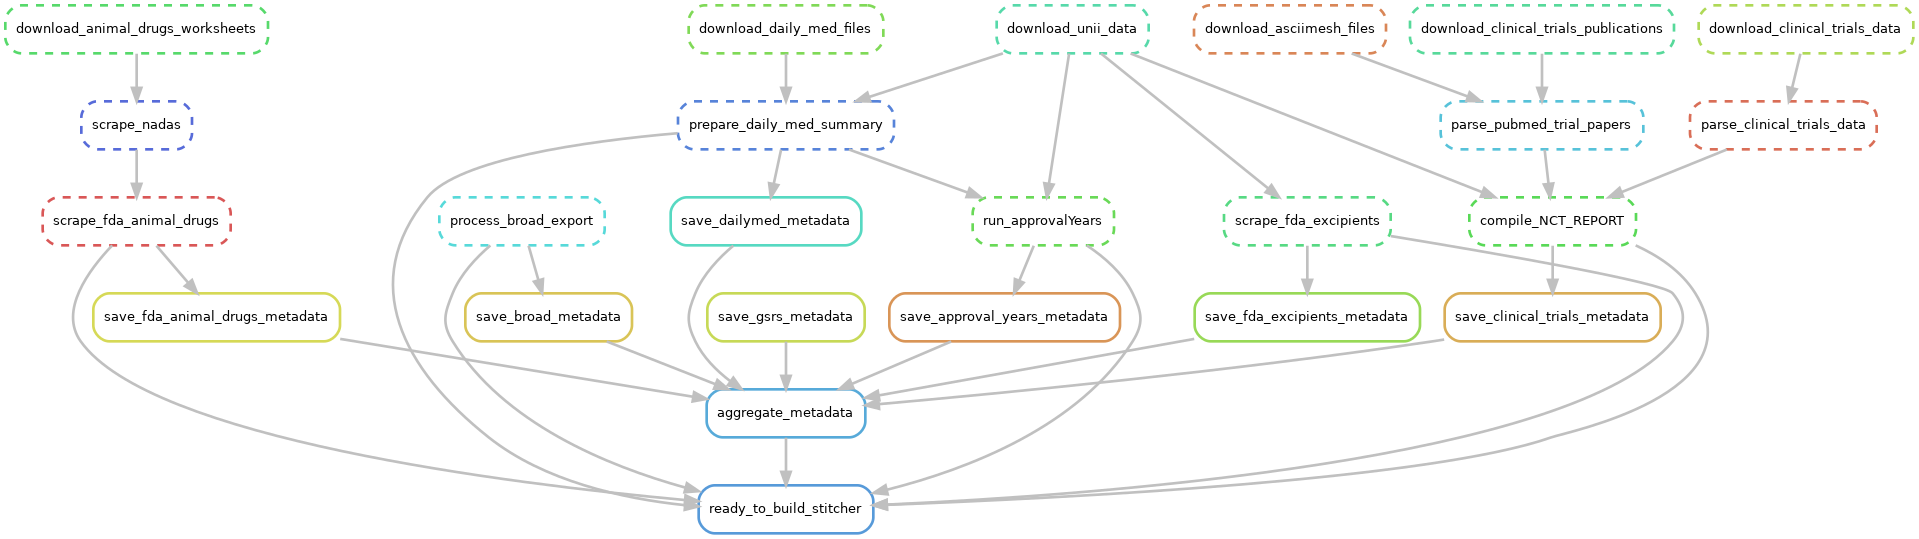 download_animal_drugs_worksheets
download_daily_med_files
download_unii_data
download_asciimesh_files
download_clinical_trials_publications
download_clinical_trials_data
scrape_nadas
prepare_daily_med_summary
parse_pubmed_trial_papers
parse_clinical_trials_data
scrape_fda_animal_drugs
process_broad_export
save_dailymed_metadata
run_approvalYears
scrape_fda_excipients
compile_NCT_REPORT
save_fda_animal_drugs_metadata
save_broad_metadata
save_gsrs_metadata
save_approval_years_metadata
save_fda_excipients_metadata
save_clinical_trials_metadata
aggregate_metadata
ready_to_build_stitcher